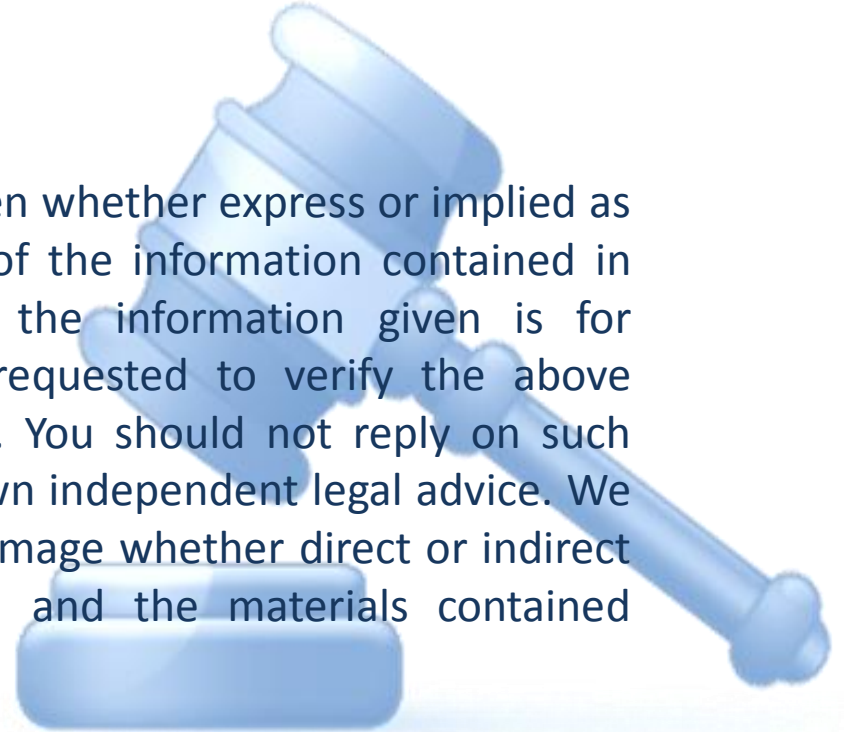 en whether express or implied as
of the information contained in
the information given is for
requested to verify the above
. You should not reply on such
wn independent legal advice. We
mage whether direct or indirect
and the materials contained